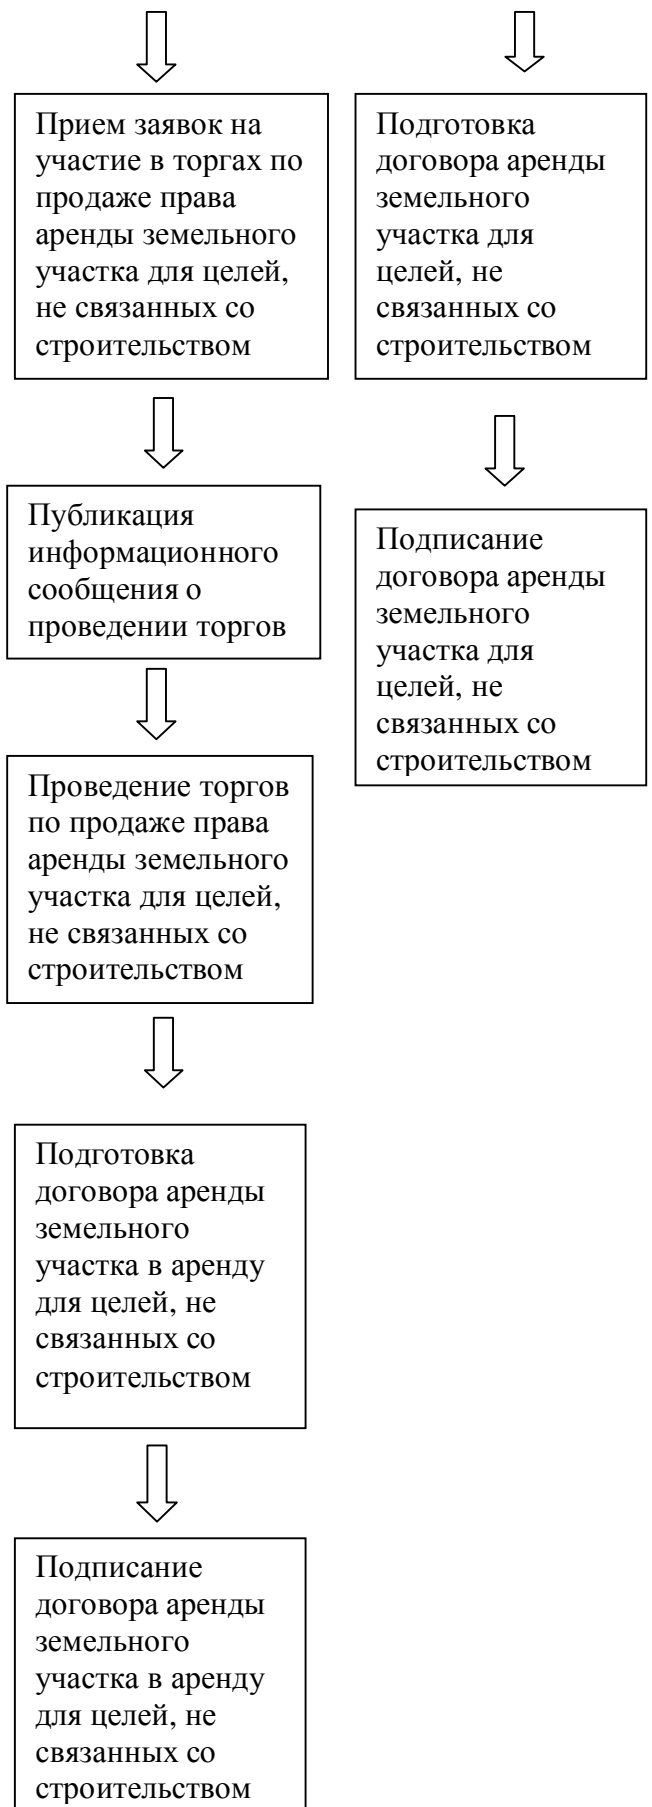 Прием заявок на
участие в торгах по
продаже права
аренды земельного
участка для целей,
не связанных со
строительством
Подготовка
договора аренды
земельного
участка для
целей, не
связанных со
строительством
Публикация
информационного
сообщения о
проведении торгов
Подписание
договора аренды
земельного
участка для
целей, не
связанных со
строительством
Проведение торгов
по продаже права
аренды земельного
участка для целей,
не связанных со
строительством
Подготовка
договора аренды
земельного
участка в аренду
для целей, не
связанных со
строительством
Подписание
договора аренды
земельного
участка в аренду
для целей, не
связанных со
строительством